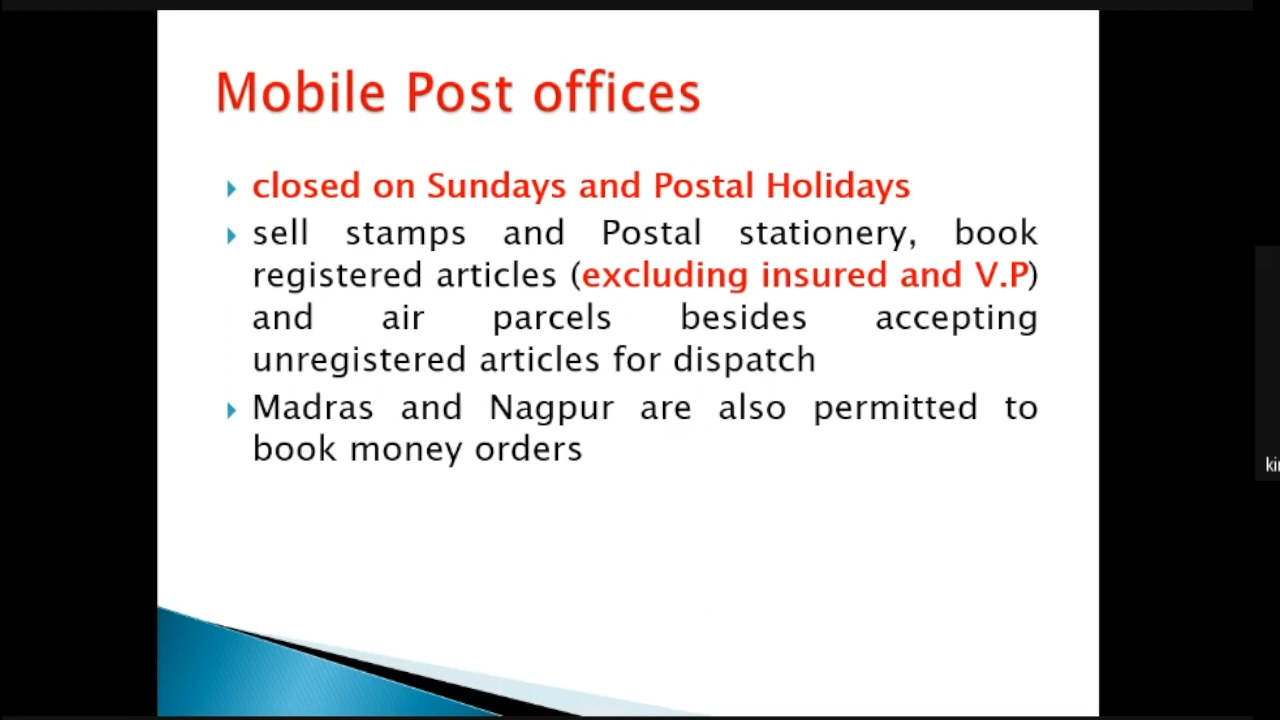 Mobile Post offices
closed on Sundays and Postal Holidays
sell stamps and Postal stationery, book
registered articles (excluding insured and V.P)
and air parcels besides accepting
unregistered articles for dispatch
Madras and Nagpur are also permitted to
book money orders